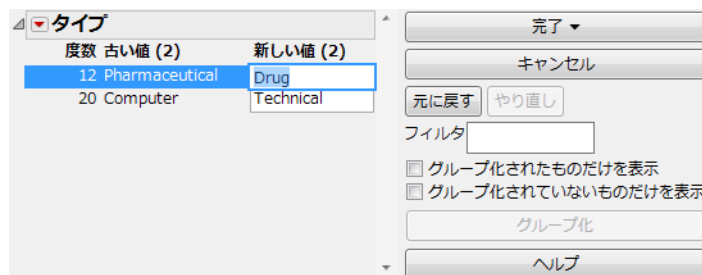 タイプ
度数 古い値 (2) 新しい値 (2)
12 Pharmaceutical Drug
20 Computer Technical
完了
キャンセル
元に戻す やり直し
フィルタ
グループ化されたものだけを表示
グループ化されていないものだけを表示
グループ化
ヘルプ